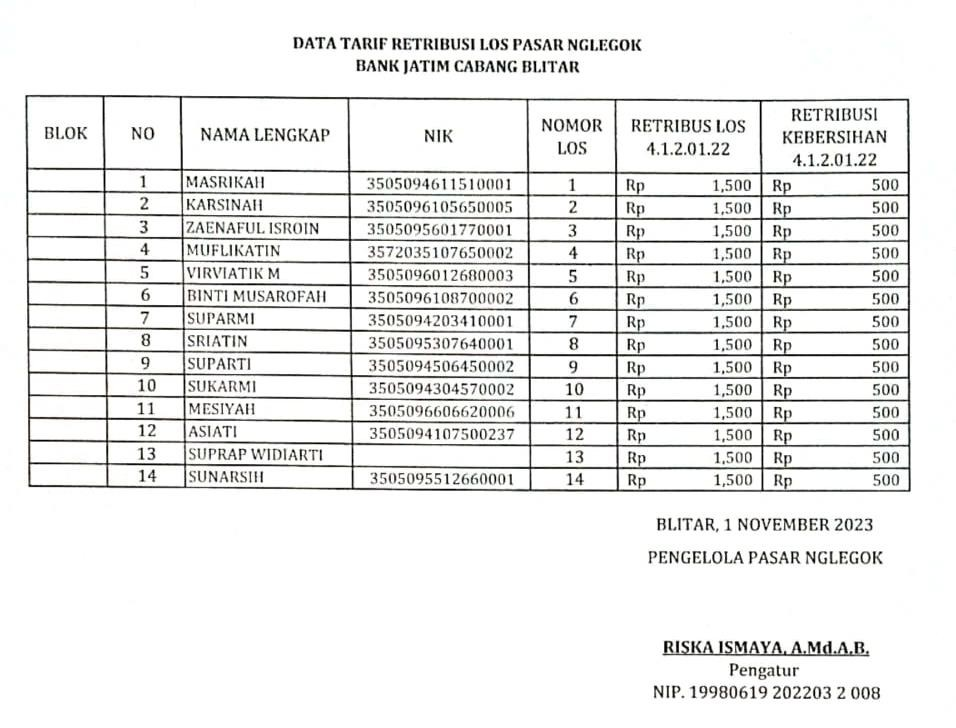 DATA TARIF RETRIBUSI LOS PASAR NGLEGOK
BANK JATIM CABANG BLITAR
BLOK NO NAMA LENGKAP NIK NOMOR LOS RETRIBUS LOS 4.1.2.01.22 RETRIBUSI KEBERSIHAN 4.1.2.01.22
1 MASRIKAH 3505094611510001 1 Rp 1,500 Rp 500
2 KARSINAH 3505096105650005 2 Rp 1,500 Rp 500
3 ZAENAFUL ISROIN 3505095601770001 3 Rp 1,500 Rp 500
4 MUFLIKATIN 3572035107650002 4 Rp 1,500 Rp 500
5 VIRVIATIK M 3505096012680003 5 Rp 1,500 Rp 500
6 BINTI MUSAROFAH 3505096108700002 6 Rp 1,500 Rp 500
7 SUPARMI 3505094203410001 7 Rp 1,500 Rp 500
8 SRIATIN 3505095307640001 8 Rp 1,500 Rp 500
9 SUPARTI 3505094506450002 9 Rp 1,500 Rp 500
10 SUKARMI 3505094304570002 10 Rp 1,500 Rp 500
11 MESIYAH 3505096606620006 11 Rp 1,500 Rp 500
12 ASIATI 3505094107500237 12 Rp 1,500 Rp 500
13 SUPRAP WIDIARTI 13 Rp 1,500 Rp 500
14 SUNARSIH 3505095512660001 14 Rp 1,500 Rp 500
BLITAR, 1 NOVEMBER 2023
PENGELOLA PASAR NGLEGOK
RISKA ISMAYA, A.Md.A.B.
Pengatur
NIP. 19980619 202203 2 008